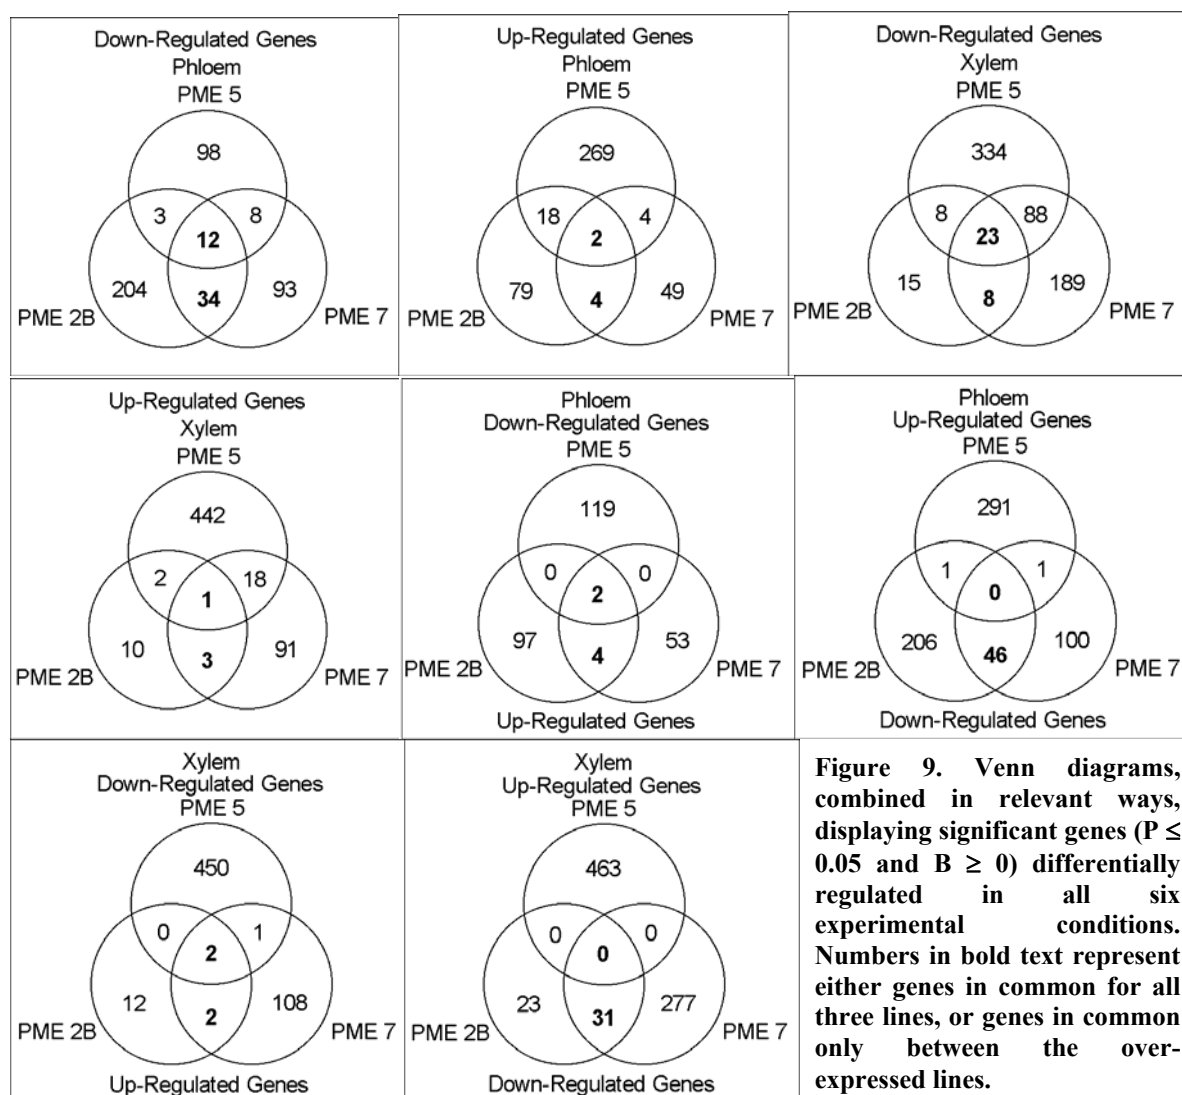 Down-Regulated Genes
Phloem
PME 5
98
3
8
12
204
34
93
PME 2B
PME 7
Up-Regulated Genes
Phloem
PME 5
269
18
4
2
79
4
49
PME 2B
PME 7
Down-Regulated Genes
Xylem
PME 5
334
8
88
23
15
8
189
PME 2B
PME 7
Up-Regulated Genes
Xylem
PME 5
442
2
18
1
10
3
91
PME 2B
PME 7
Phloem
Down-Regulated Genes
PME 5
119
0
0
2
97
4
53
PME 2B
PME 7
Up-Regulated Genes
Phloem
Up-Regulated Genes
PME 5
291
1
1
0
206
46
100
PME 2B
PME 7
Down-Regulated Genes
Xylem
Down-Regulated Genes
PME 5
450
0
1
2
12
2
108
PME 2B
PME 7
Up-Regulated Genes
Xylem
Up-Regulated Genes
PME 5
463
0
0
0
23
31
277
PME 2B
PME 7
Down-Regulated Genes
Figure 9. Venn diagrams,
combined in relevant ways,
displaying significant genes (P ≤
0.05 and B ≥ 0) differentially
regulated in all six
experimental conditions.
Numbers in bold text represent
either genes in common for all
three lines, or genes in common
only between the over-
expressed lines.